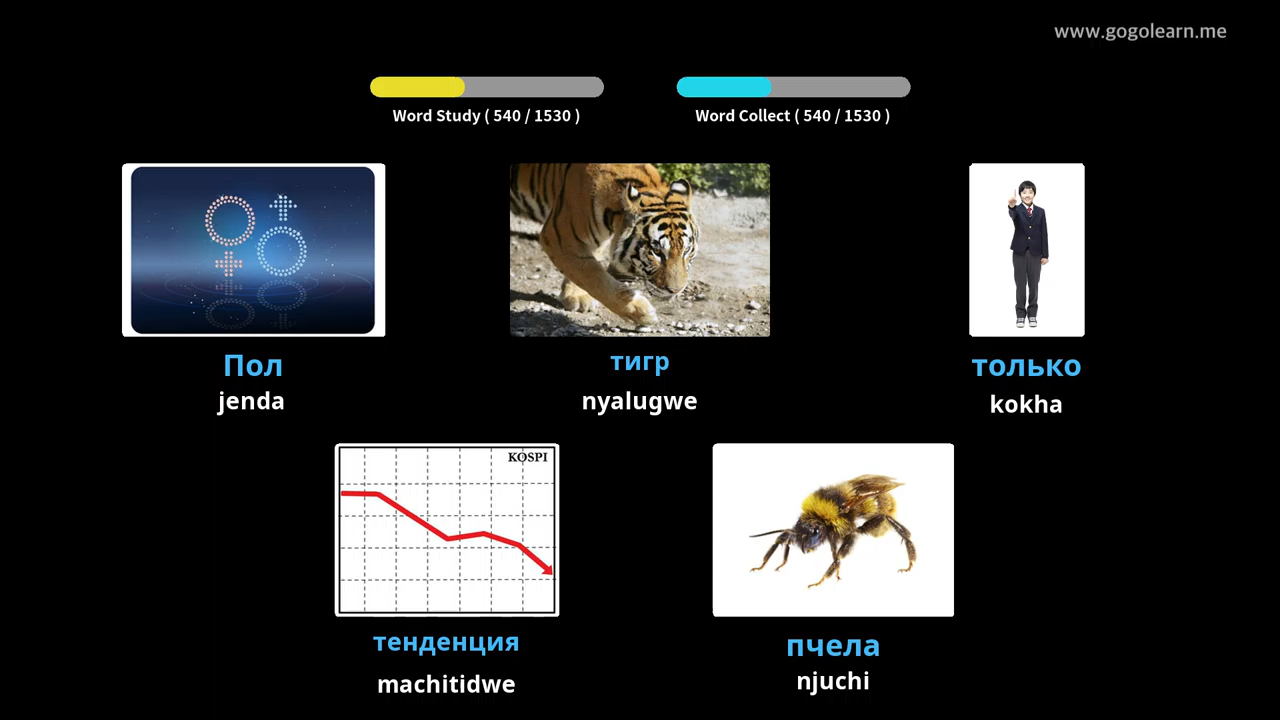 www.gogolearn.me
Word Study ( 540 / 1530 )
Word Collect ( 540 / 1530 )
Пол
jenda
тигр
nyalugwe
только
kokha
KOSPI
тенденция
machitidwe
пчела
njuchi